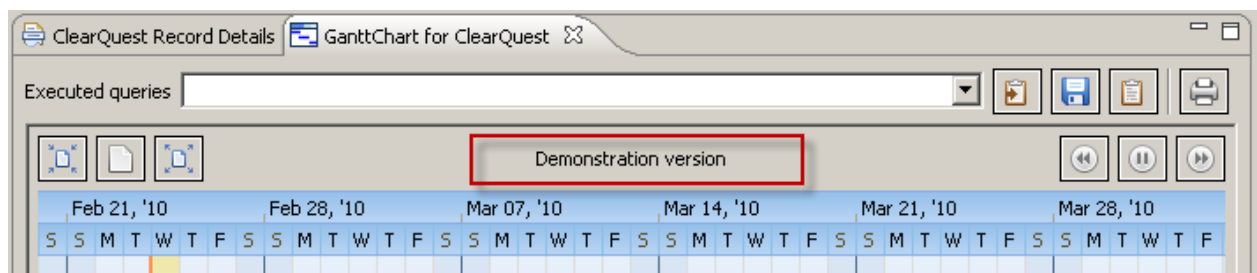 ClearQuest Record Details GanttChart for ClearQuest
Executed queries
Demonstration version
Feb 21, '10 Feb 28, '10 Mar 07, '10 Mar 14, '10 Mar 21, '10 Mar 28, '10
S S M T W T F S S M T W T F S S M T W T F S S M T W T F S S M T W T F S S M T W T F